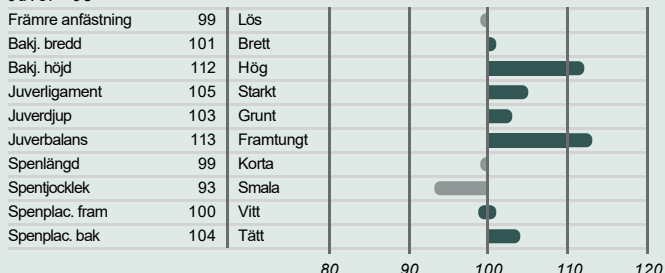 Främre anfästning 99 Lös
Bakj. bredd 101 Brett
Bakj. höjd 112 Hög
Juverligament 105 Starkt
Juverdjup 103 Grunt
Juverbalans 113 Framtungt
Spenlängd 99 Korta
Spentjocklek 93 Smala
Spenplac. fram 100 Vitt
Spenplac. bak 104 Tätt
80 90 100 110 120